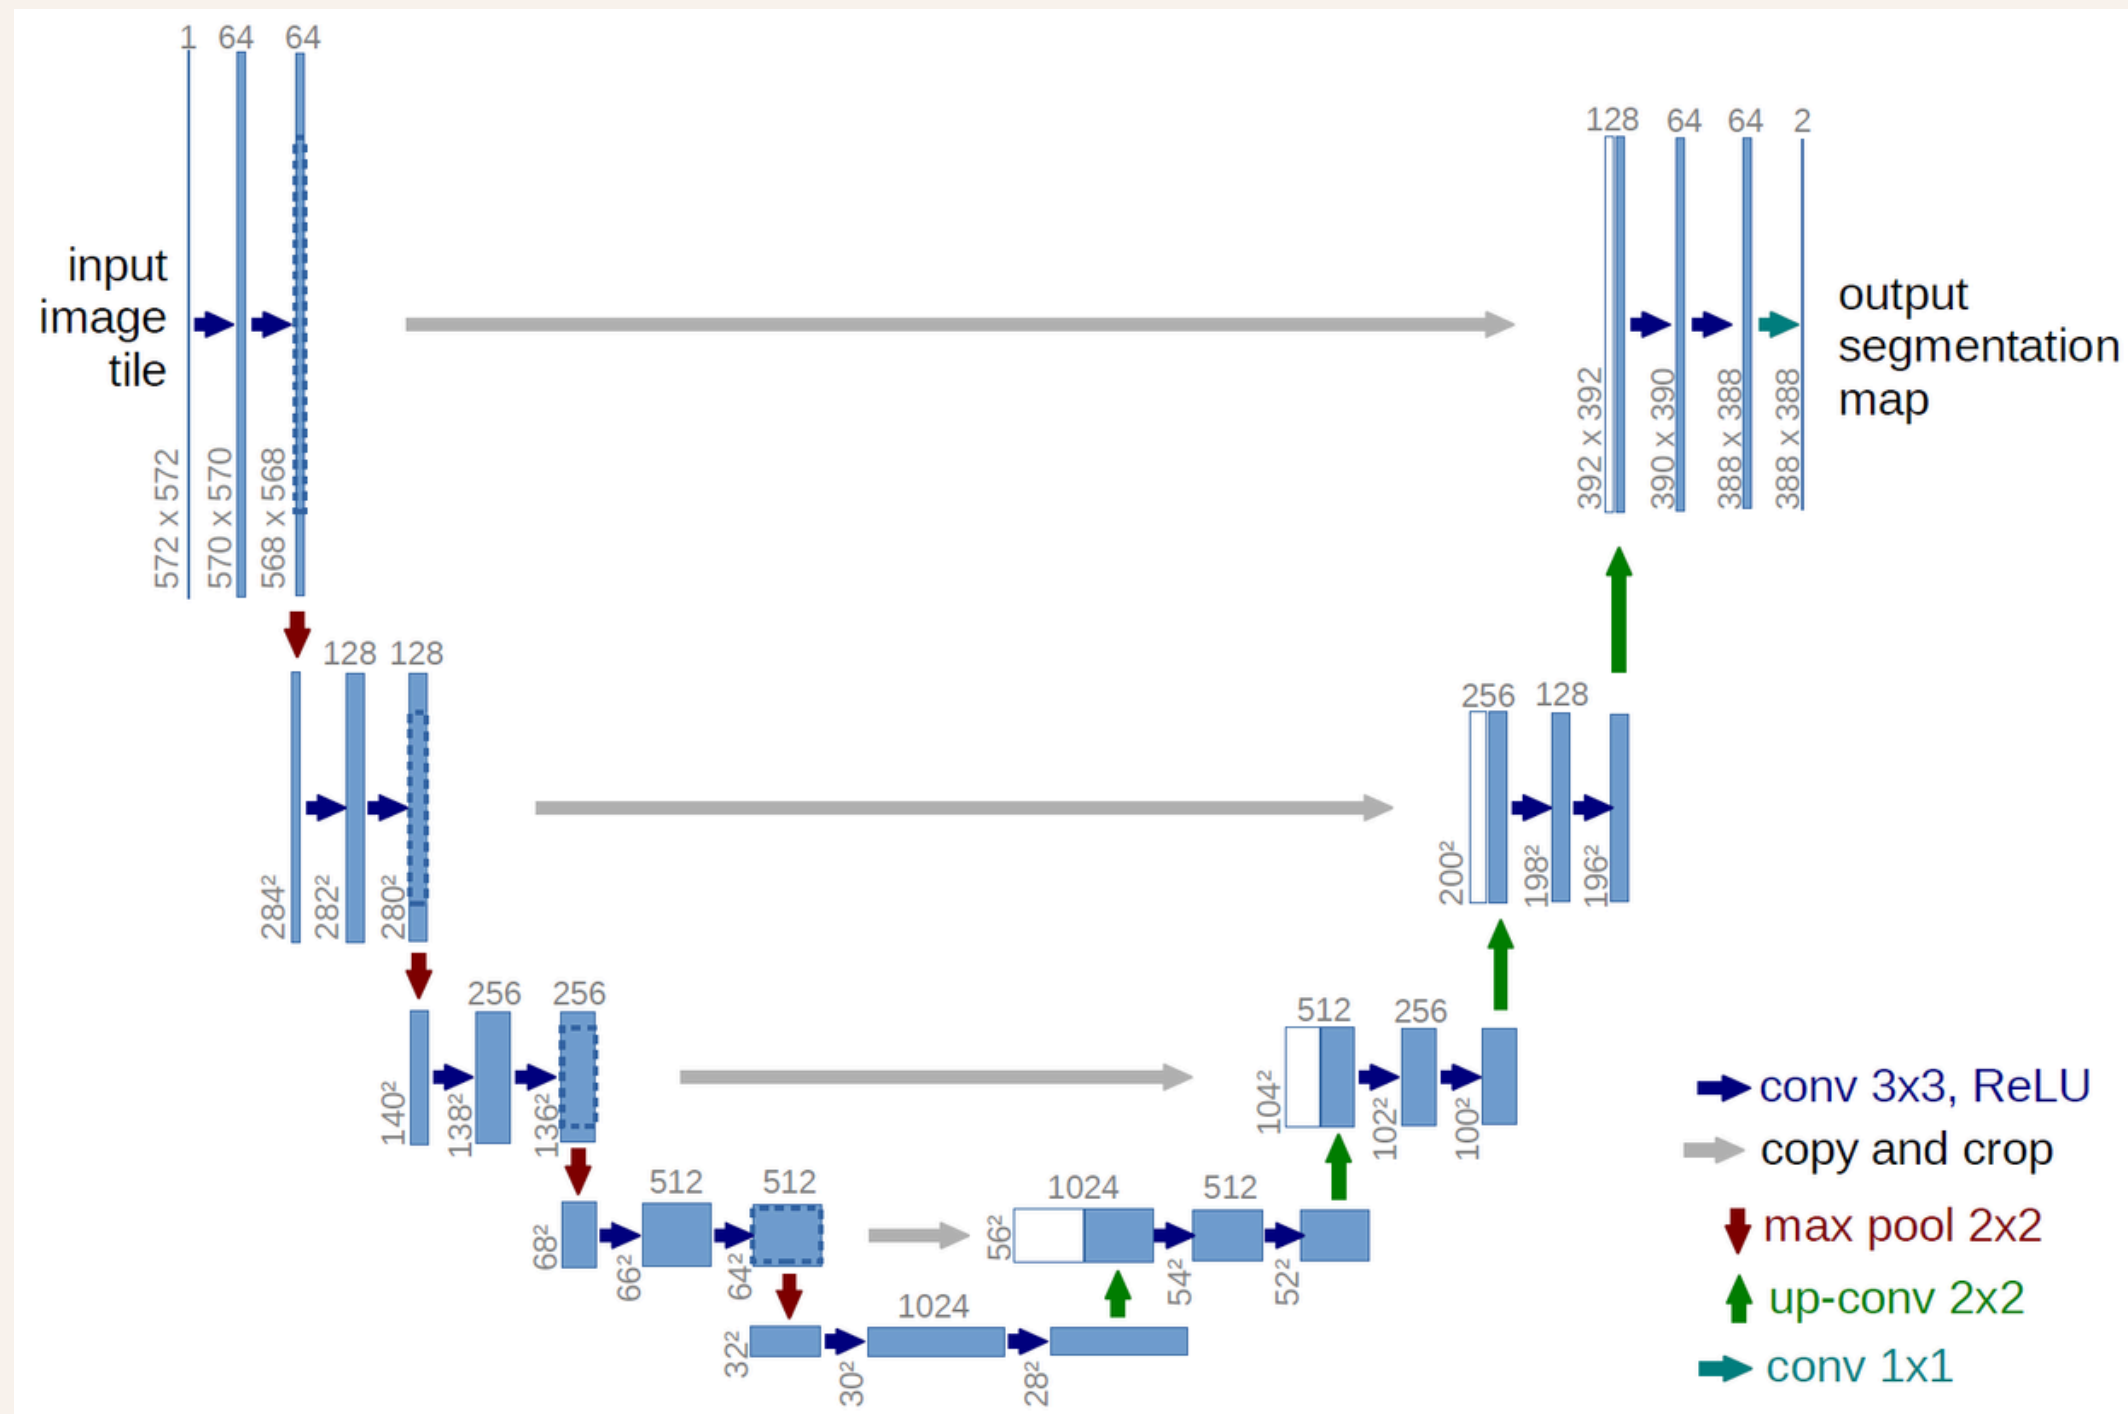 1 64 64
input
image
tile
572 x 572
570 x 570
568 x 568
128 64 64 2
output
segmentation
map
392 x 392
390 x 390
388 x 388
388 x 388
128 128
284²
282²
280²
256 128
200²
198²
196²
256 256
140²
138²
136²
512 256
104²
102²
100²
512 512
68²
66²
64²
1024 512
56²
54²
52²
1024
32²
30²
28²
conv 3x3, ReLU
copy and crop
max pool 2x2
up-conv 2x2
conv 1x1